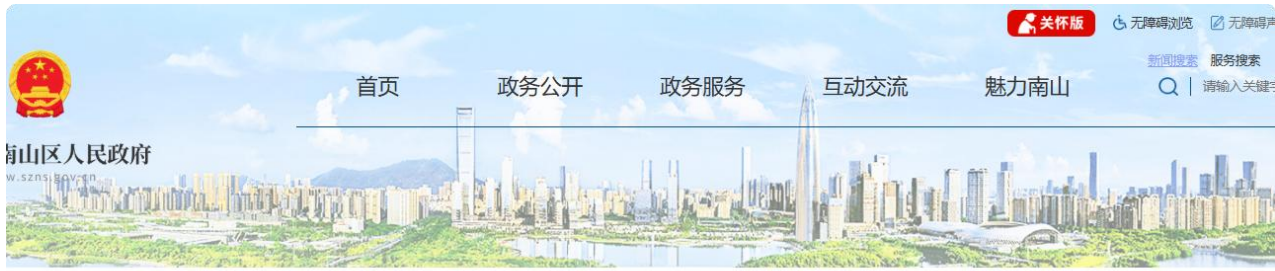 关怀版 无障碍浏览 无障碍声
新闻搜索 服务搜索
首页 政务公开 政务服务 互动交流 魅力南山 请输入关键字
南山区人民政府
w.szns.gov.cn